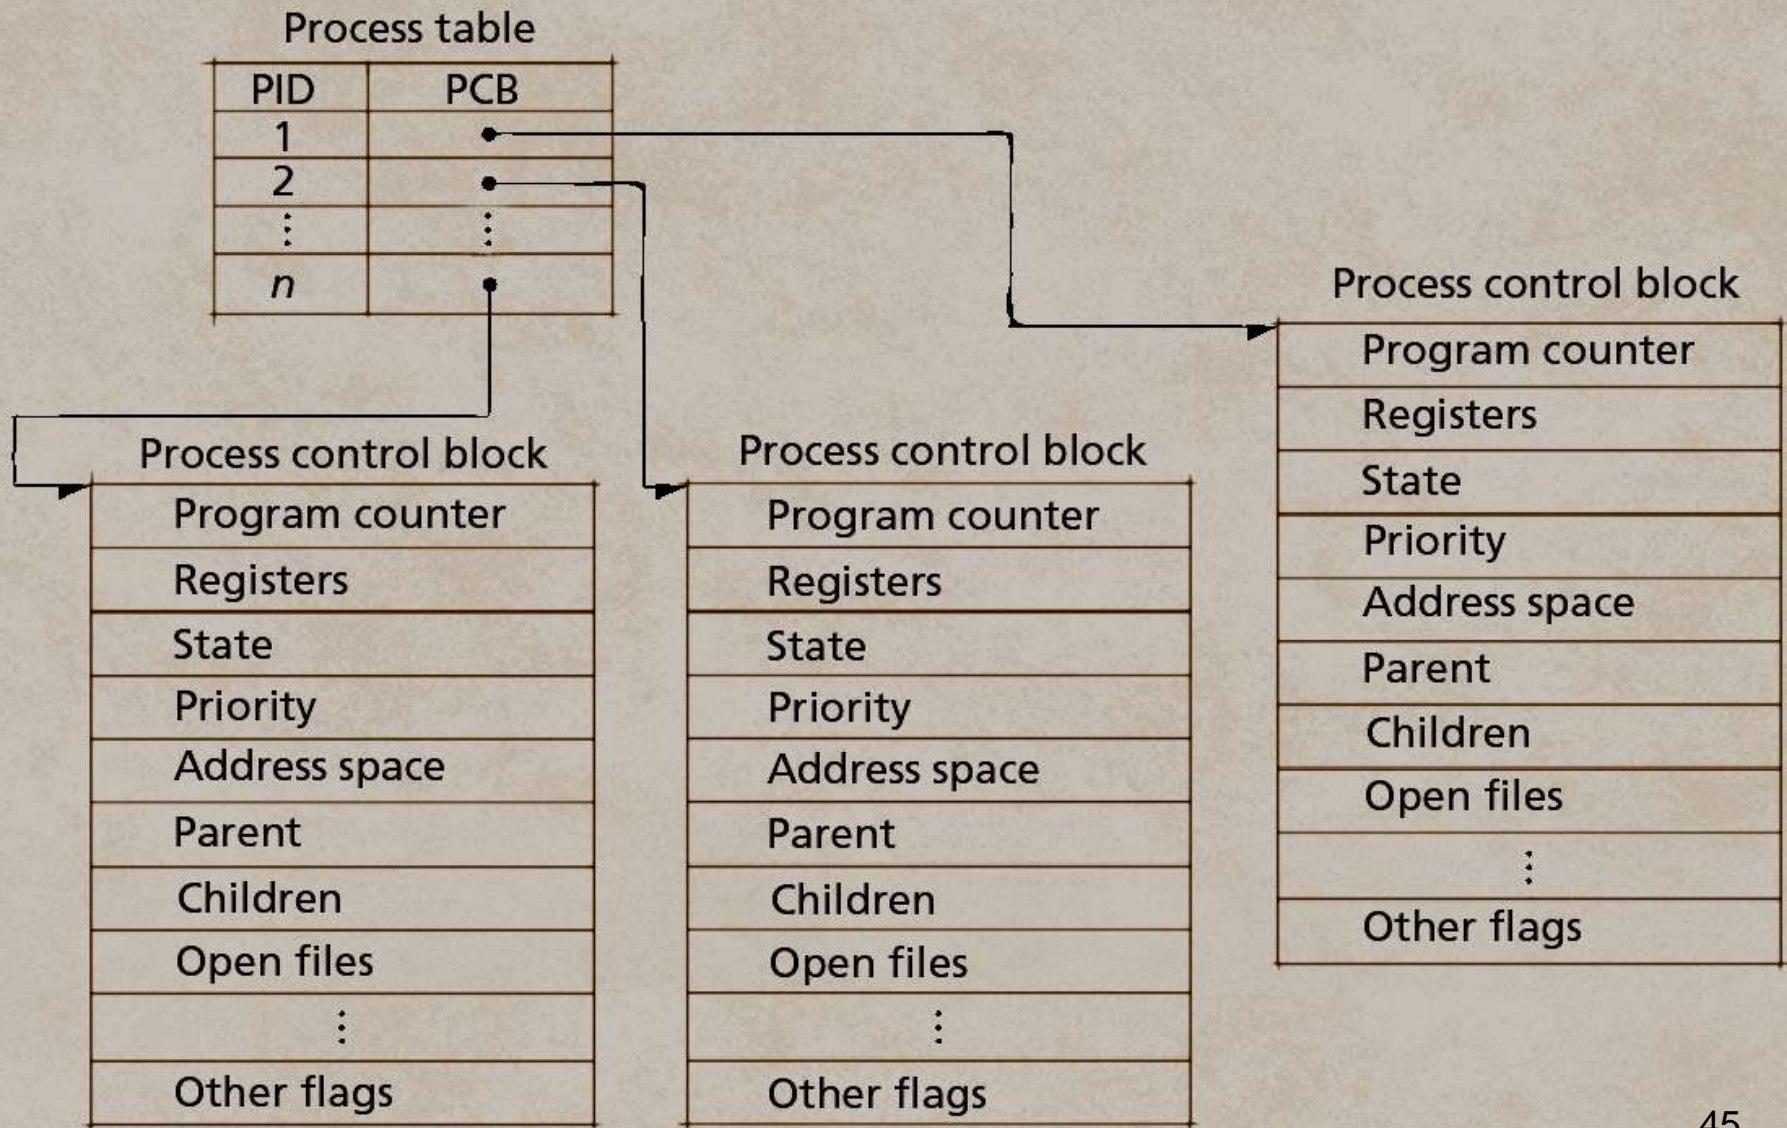 Process table
PID PCB
1
2
⋮ ⋮
n
Process control block
Program counter
Registers
State
Priority
Address space
Parent
Children
Open files
⋮
Other flags
Process control block
Program counter
Registers
State
Priority
Address space
Parent
Children
Open files
⋮
Other flags
Process control block
Program counter
Registers
State
Priority
Address space
Parent
Children
Open files
⋮
Other flags
45